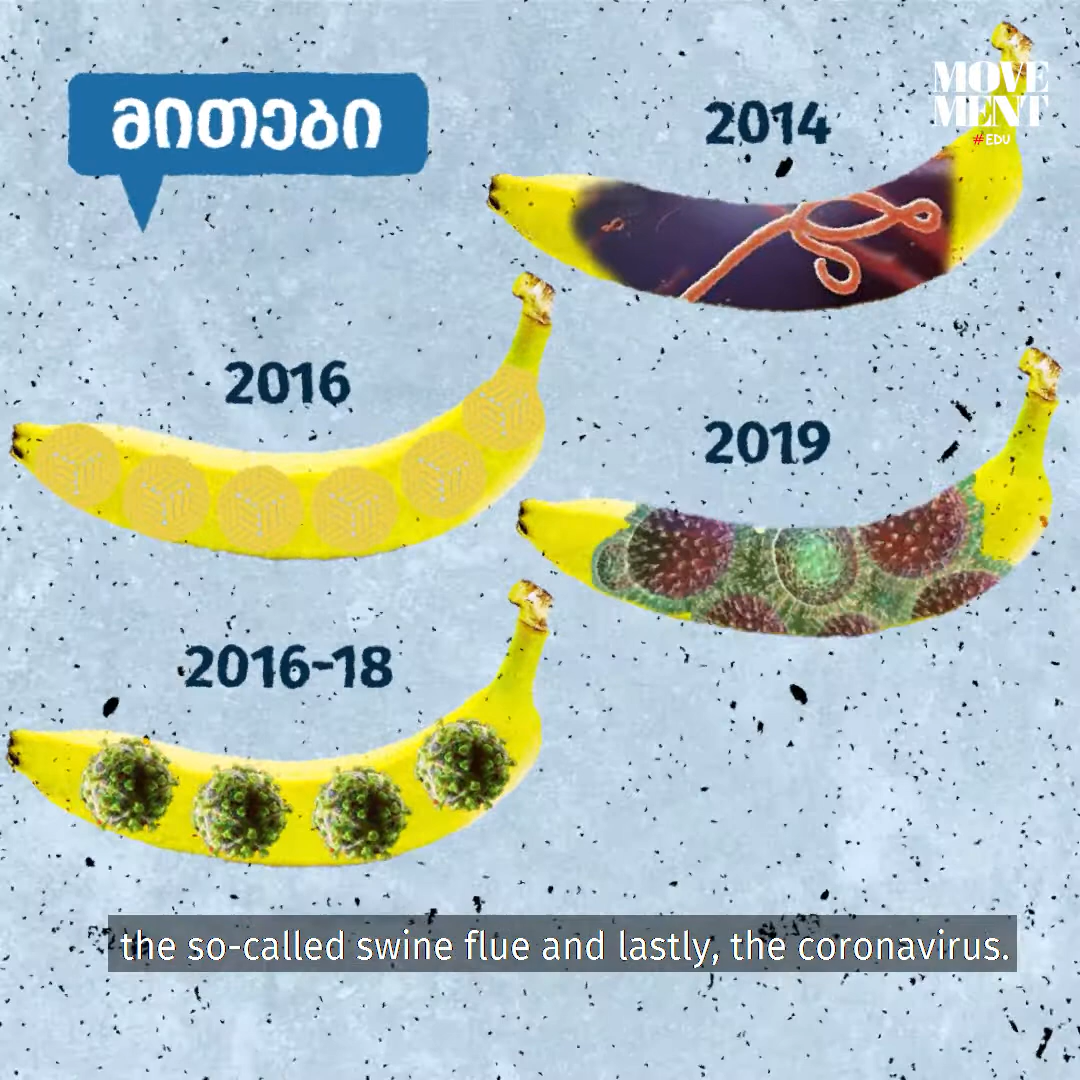 მითები
MOVE
MENT
#EDU
2014
2016
2019
2016-18
the so-called swine flue and lastly, the coronavirus.